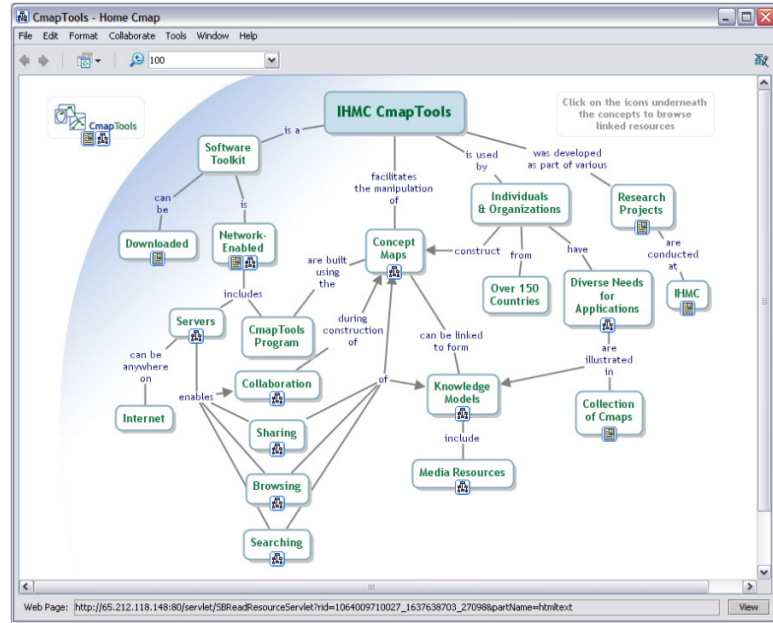 CmapTools - Home Cmap
File Edit Format Collaborate Tools Window Help
100
CmapTools
IHMC CmapTools
Click on the icons underneath
the concepts to browse
linked resources
is a
Software
Toolkit
facilitates
the manipulation
of
is used
by
was developed
as part of various
can
be
is
Individuals
& Organizations
Research
Projects
Downloaded
Network-
Enabled
are built
using
the
Concept
Maps
construct
from
have
are
conducted
at
Over 150
Countries
Diverse Needs
for
Applications
IHMC
includes
Servers
CmapTools
Program
during
construction
of
can be linked
to form
can be
anywhere
on
are
illustrated
in
enables
Collaboration
of
Knowledge
Models
Collection
of Cmaps
Internet
Sharing
include
Media Resources
Browsing
Searching
Web Page: http://65.212.118.148:80/servlet/SBReadResourceServlet?rid=1064009710027_1637638703_27098&partName=htmltext
View